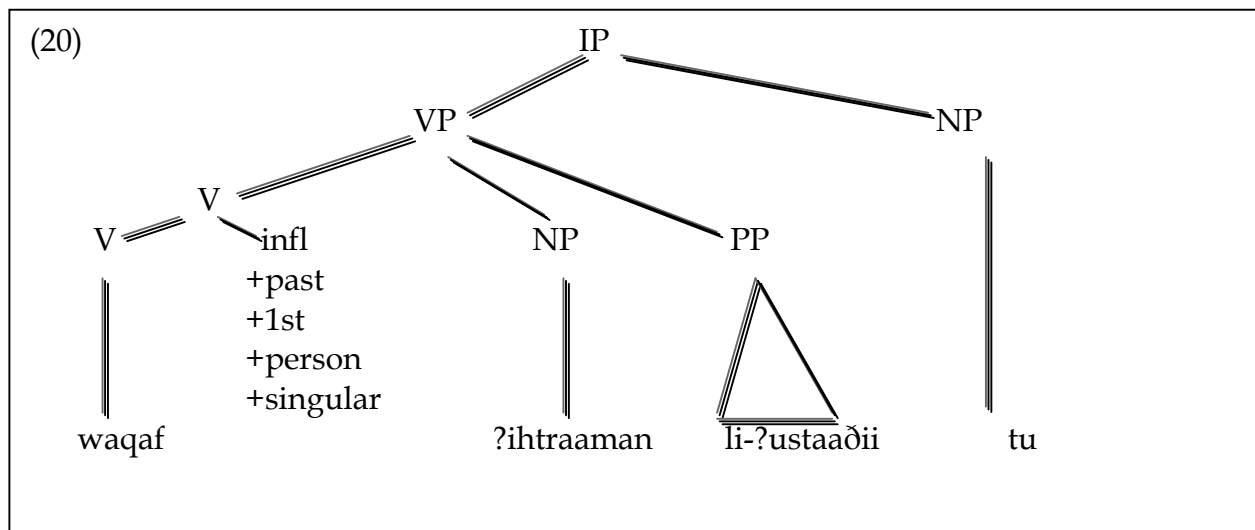 (20) IP
VP NP
V
V infl NP PP
+past
+1st
+person
+singular
waqaf ?ihtraaman li-?ustaaðii tu